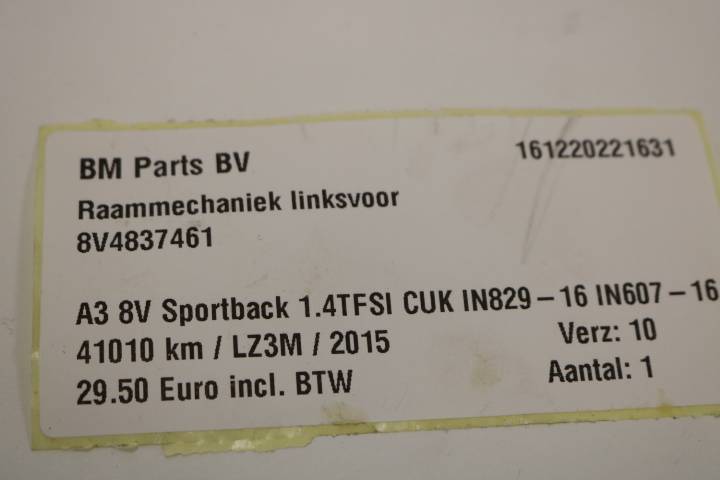 BM Parts BV 161220221631
Raammechaniek linksvoor
8V4837461
A3 8V Sportback 1.4TFSI CUK IN829-16 IN607-16
41010 km / LZ3M / 2015 Verz: 10
29.50 Euro incl. BTW Aantal: 1